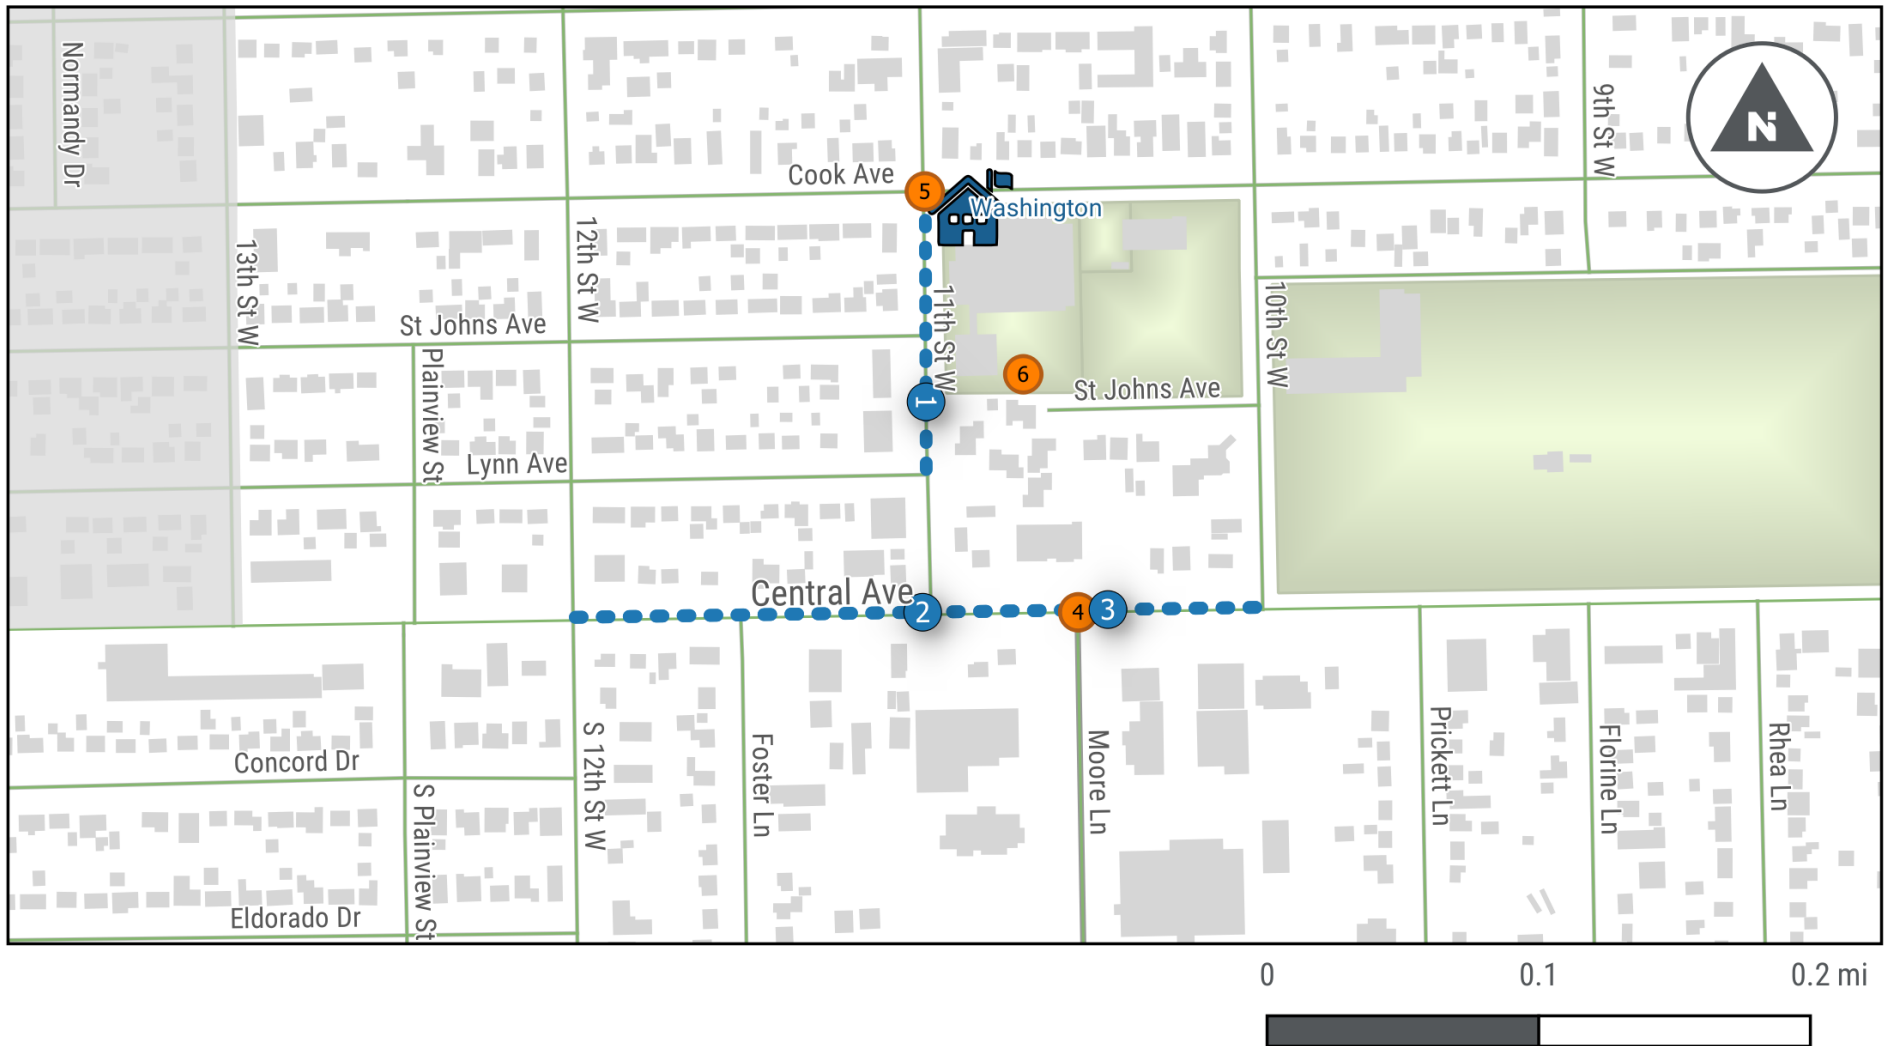 Normandy Dr
9th St W
N
Cook Ave
5
Washington
13th St W
12th St W
St Johns Ave
11th St W
10th St W
Plainview St
6
St Johns Ave
1
Lynn Ave
Central Ave
2
4
3
Concord Dr
S 12th St W
Foster Ln
Moore Ln
Prickett Ln
Florine Ln
Rhea Ln
S Plainview St
Eldorado Dr
0 0.1 0.2 mi